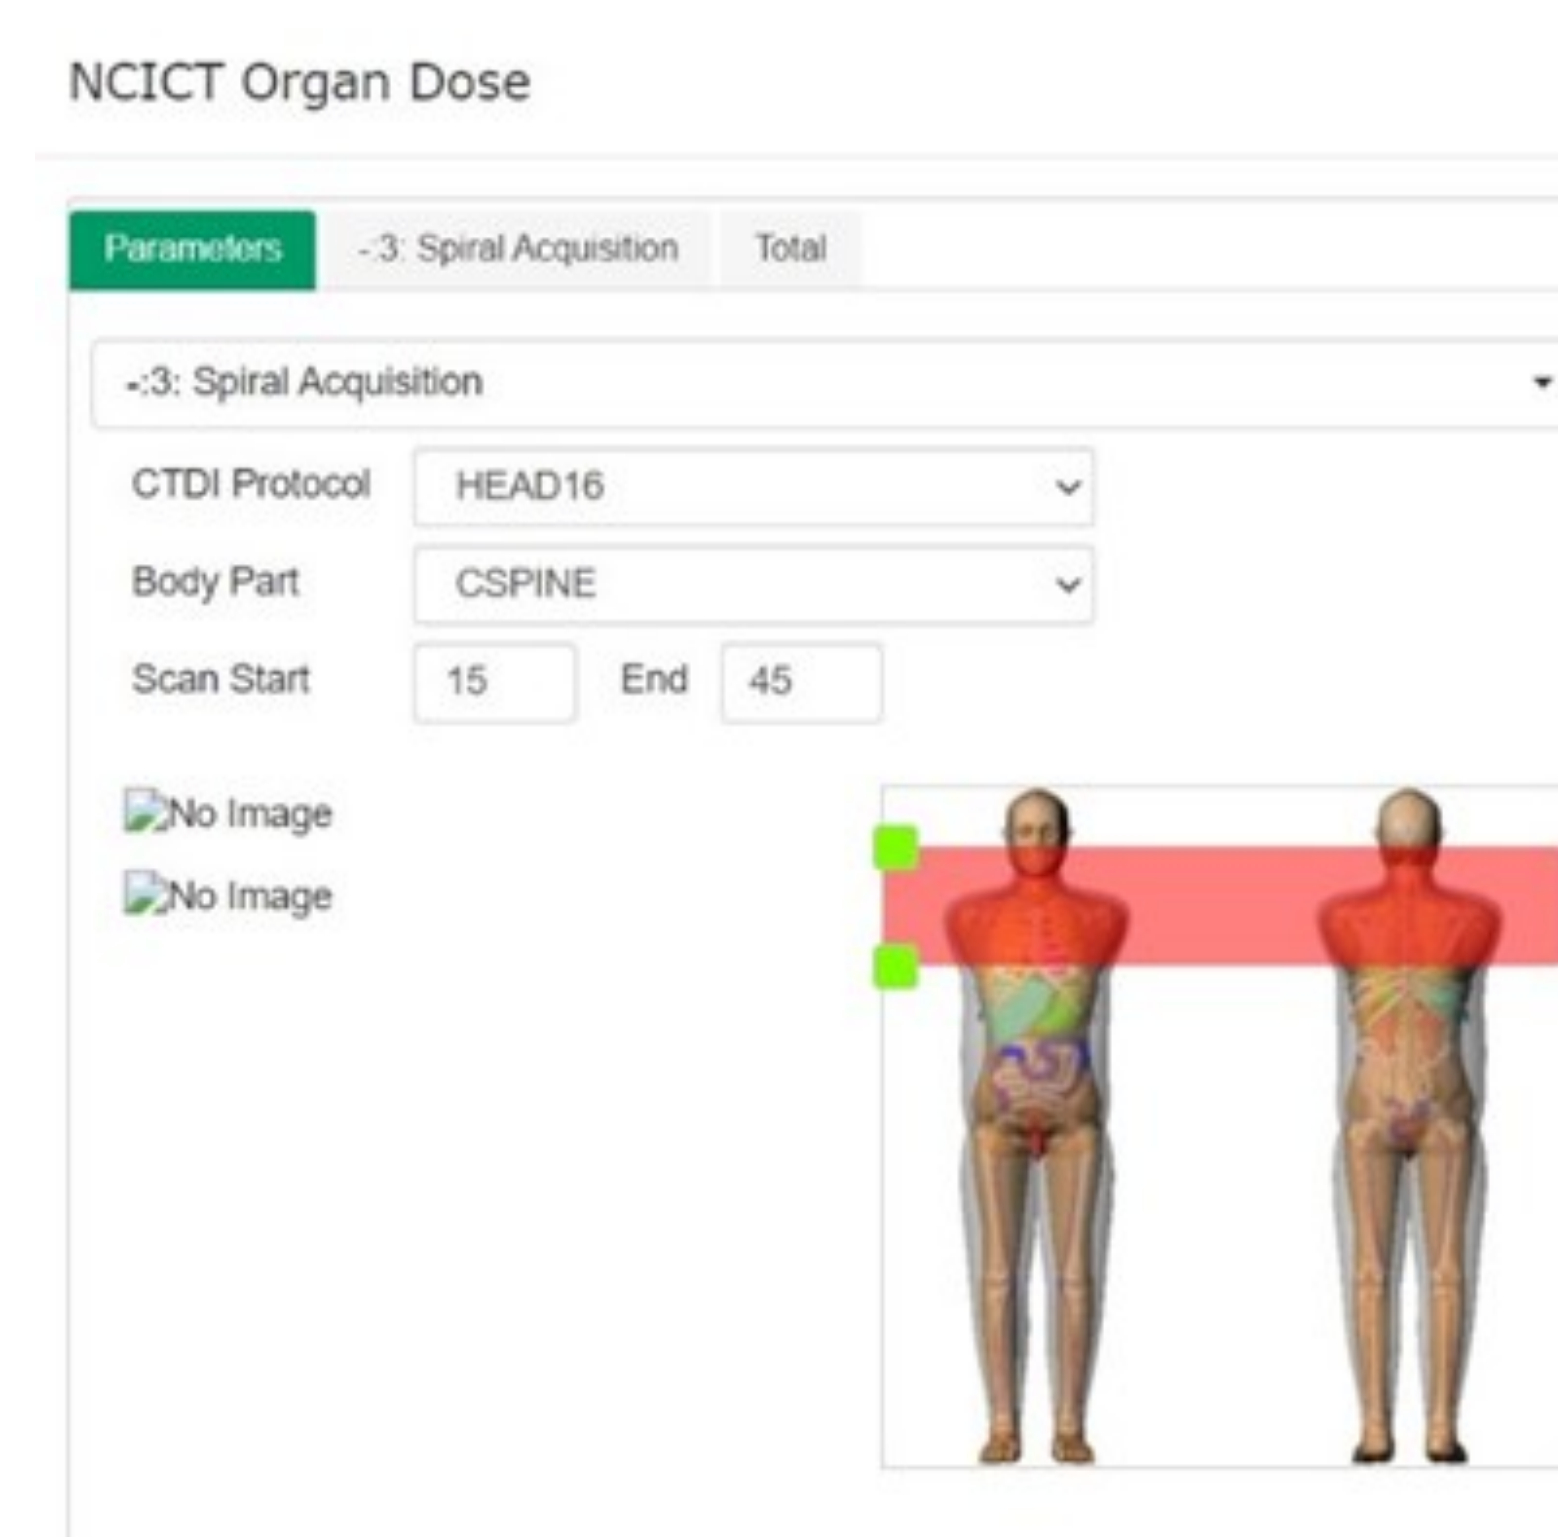 NCICT Organ Dose
Parameters -:3: Spiral Acquisition Total
-:3: Spiral Acquisition
CTDI Protocol HEAD16
Body Part CSPINE
Scan Start 15 End 45
No Image
No Image